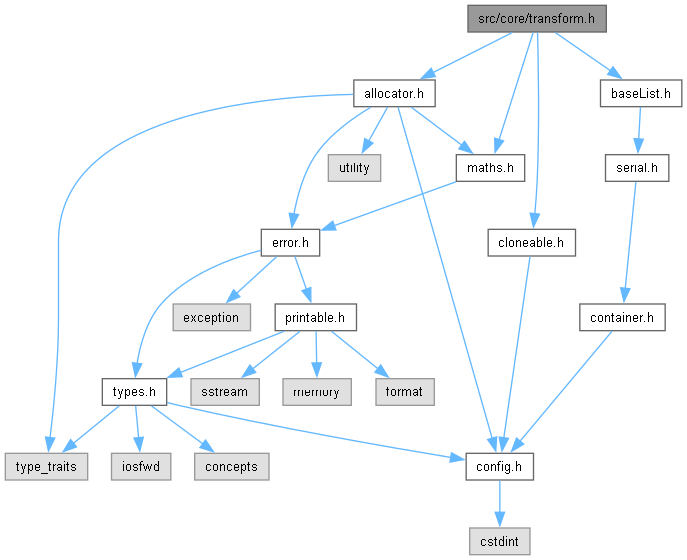 src/core/transform.h
allocator.h
baseList.h
utility
maths.h
serial.h
error.h
cloneable.h
exception
printable.h
container.h
types.h
sstream
memory
format
type_traits
iosfwd
concepts
config.h
cstdint